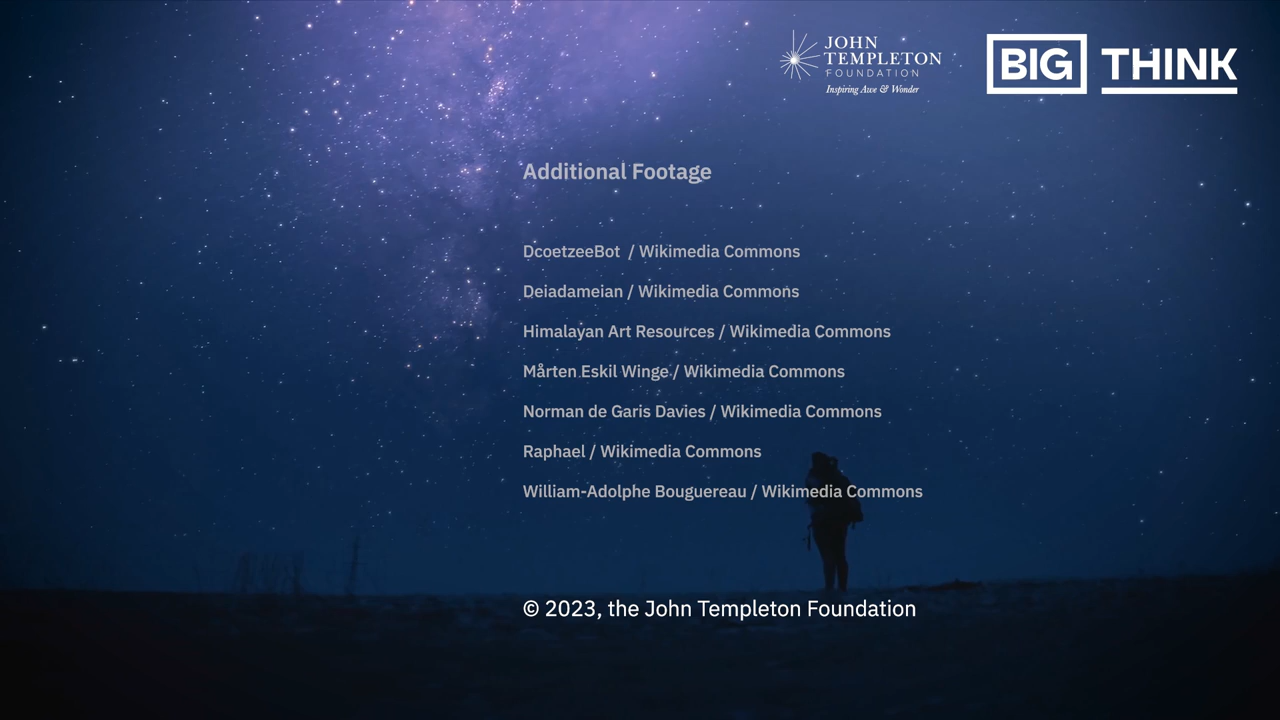 JOHN
TEMPLETON
FOUNDATION
Inspiring Awe & Wonder
BIG THINK
Additional Footage
DcoetzeeBot / Wikimedia Commons
Deiadameian / Wikimedia Commons
Himalayan Art Resources / Wikimedia Commons
Mårten Eskil Winge / Wikimedia Commons
Norman de Garis Davies / Wikimedia Commons
Raphael / Wikimedia Commons
William-Adolphe Bouguereau / Wikimedia Commons
© 2023, the John Templeton Foundation